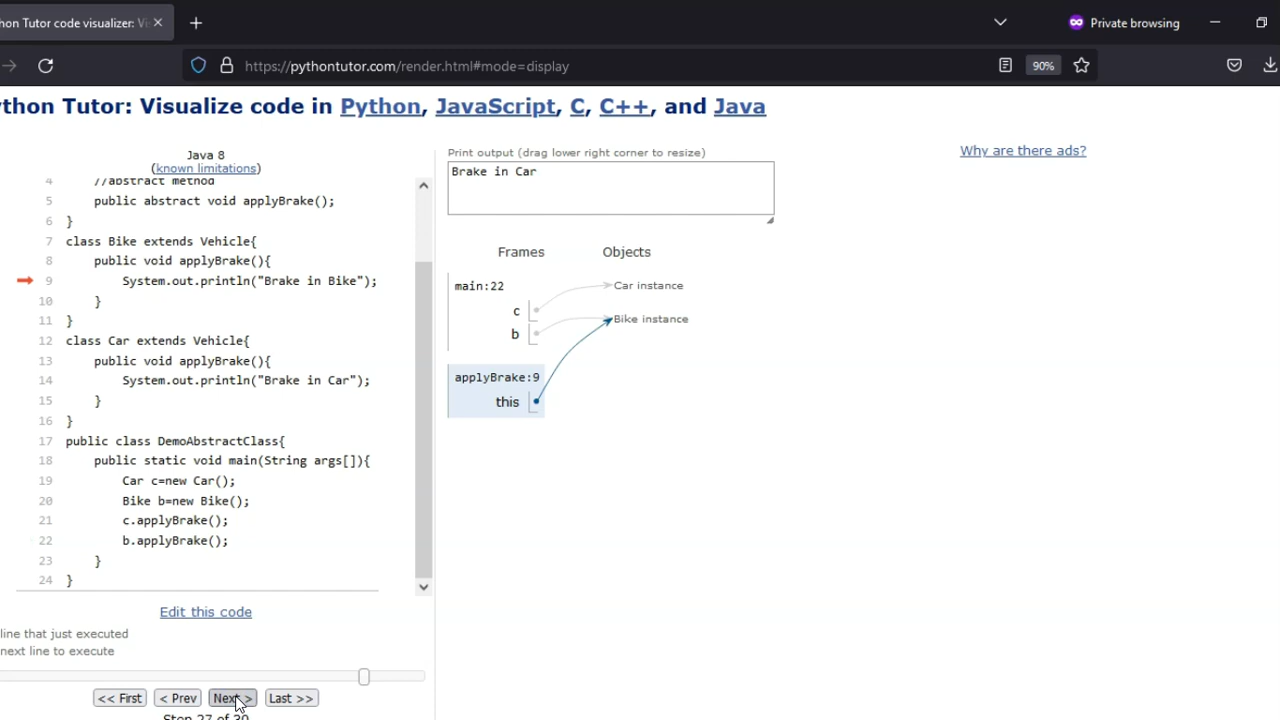 hon Tutor code visualizer: Vi
Private browsing
https://pythontutor.com/render.html#mode=display
90%
ython Tutor: Visualize code in Python, JavaScript, C, C++, and Java
Java 8
(known limitations)
4 //abstract method
5 public abstract void applyBrake();
6 }
7 class Bike extends Vehicle{
8 public void applyBrake(){
9 System.out.println("Brake in Bike");
10 }
11 }
12 class Car extends Vehicle{
13 public void applyBrake(){
14 System.out.println("Brake in Car");
15 }
16 }
17 public class DemoAbstractClass{
18 public static void main(String args[]){
19 Car c=new Car();
20 Bike b=new Bike();
21 c.applyBrake();
22 b.applyBrake();
23 }
24 }
Edit this code
line that just executed
next line to execute
<< First
< Prev
Next >
Last >>
Step 27 of 30
Print output (drag lower right corner to resize)
Brake in Car
Frames
Objects
main:22
c
b
Car instance
Bike instance
applyBrake:9
this
Why are there ads?